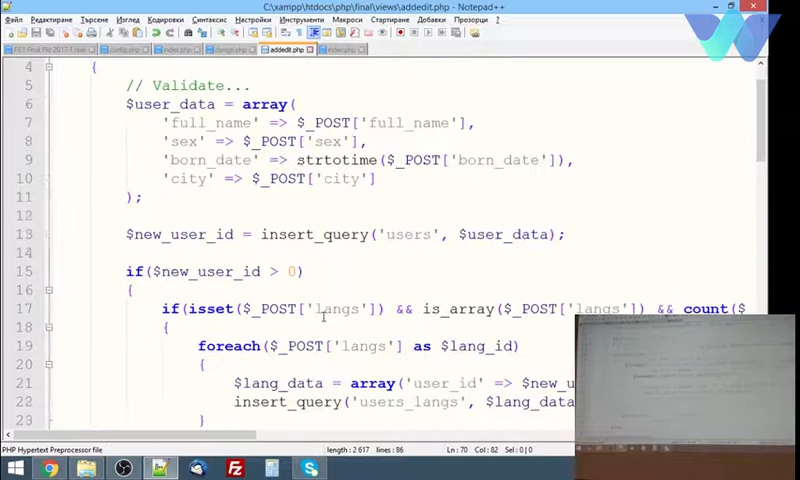 C:\xampp\htdocs\php\final\views\addedit.php - Notepad++
Файл Редактиране Търсене Изглед Кодировки Синтаксис Настройки Инструменти Макроси Стартиране Добавки Прозорци ?
config.php index.php design.php addedit.php index.php
4 {
5 // Validate...
6 $user_data = array(
7 'full_name' => $_POST['full_name'],
8 'sex' => $_POST['sex'],
9 'born_date' => strtotime($_POST['born_date']),
10 'city' => $_POST['city']
11 );
12
13 $new_user_id = insert_query('users', $user_data);
14
15 if($new_user_id > 0)
16 {
17 if(isset($_POST['langs']) && is_array($_POST['langs']) && count($
18 {
19 foreach($_POST['langs'] as $lang_id)
20 {
21 $lang_data = array('user_id' => $new_u
22 insert_query('users_langs', $lang_data
23 }
PHP Hypertext Preprocessor file length : 2 617 lines : 86 Ln : 70 Col : 82 Sel : 0 | 0